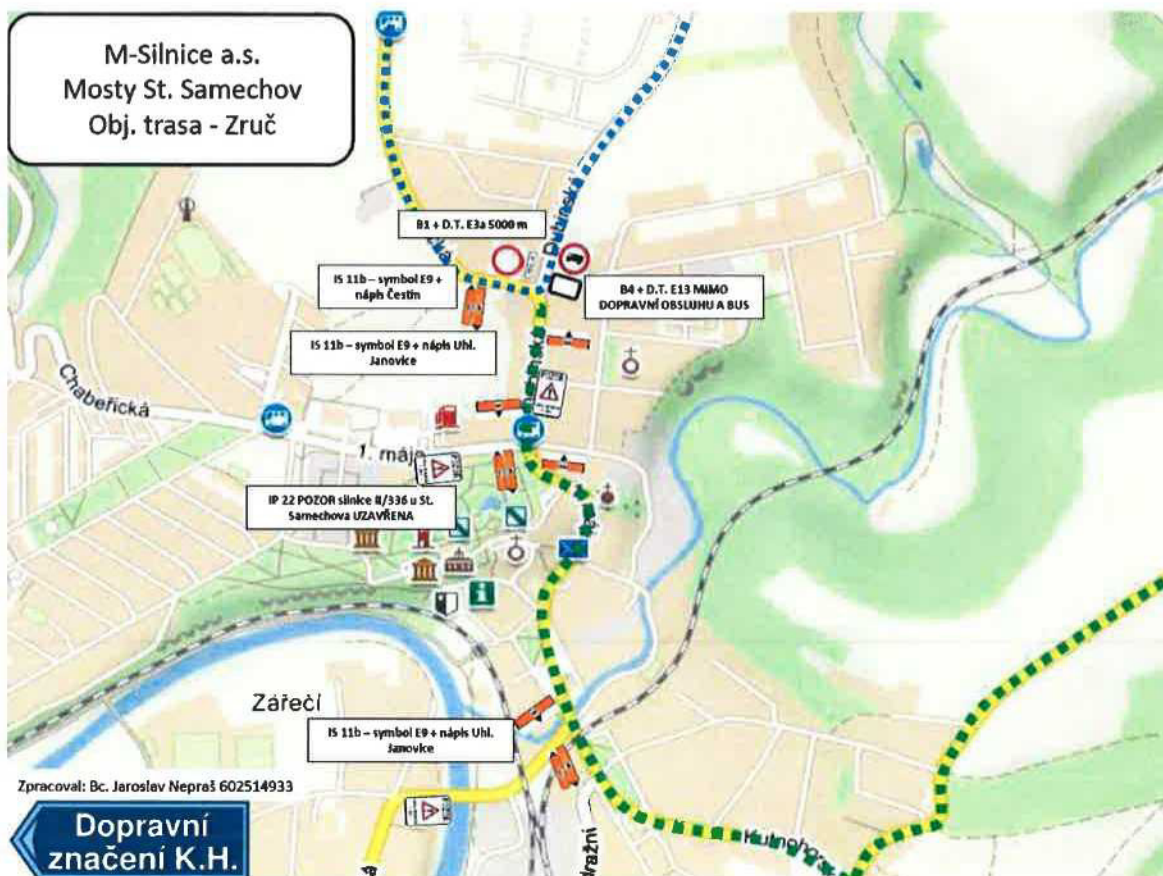 M-Silnice a.s.
Mosty St. Samechov
Obj. trasa - Zruč
B1 + D.T. E3a 5000 m
IS 11b – symbol E9 +
nápis Čestín
B4 + D.T. E13 MIMO
DOPRAVNÍ OBSLUHU A BUS
IS 11b – symbol E9 + nápis Uhl.
Janovice
Chabeřická
POZOR
1. máje
POZOR
IP 22 POZOR silnice II/336 u St.
Samechova UZAVŘENA
Zářečí
IS 11b – symbol E9 + nápis Uhl.
Janovice
Zpracoval: Bc. Jaroslav Nepraš 602514933
Dopravní
značení K.H.